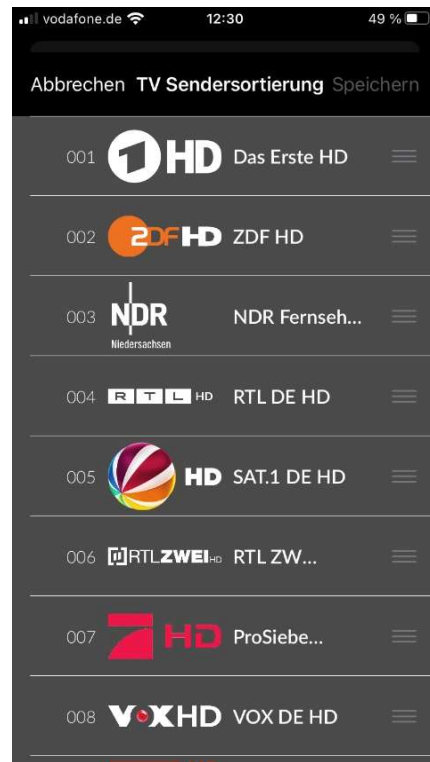 vodafone.de 12:30 49 %
Abbrechen TV Sendersortierung Speichern
001 1 HD Das Erste HD
002 ZDF HD ZDF HD
003 NDR Niedersachsen NDR Fernseh...
004 RTL HD RTL DE HD
005 HD SAT.1 DE HD
006 RTLZWEI HD RTL ZW...
007 7 HD ProSiebe...
008 VOXHD VOX DE HD